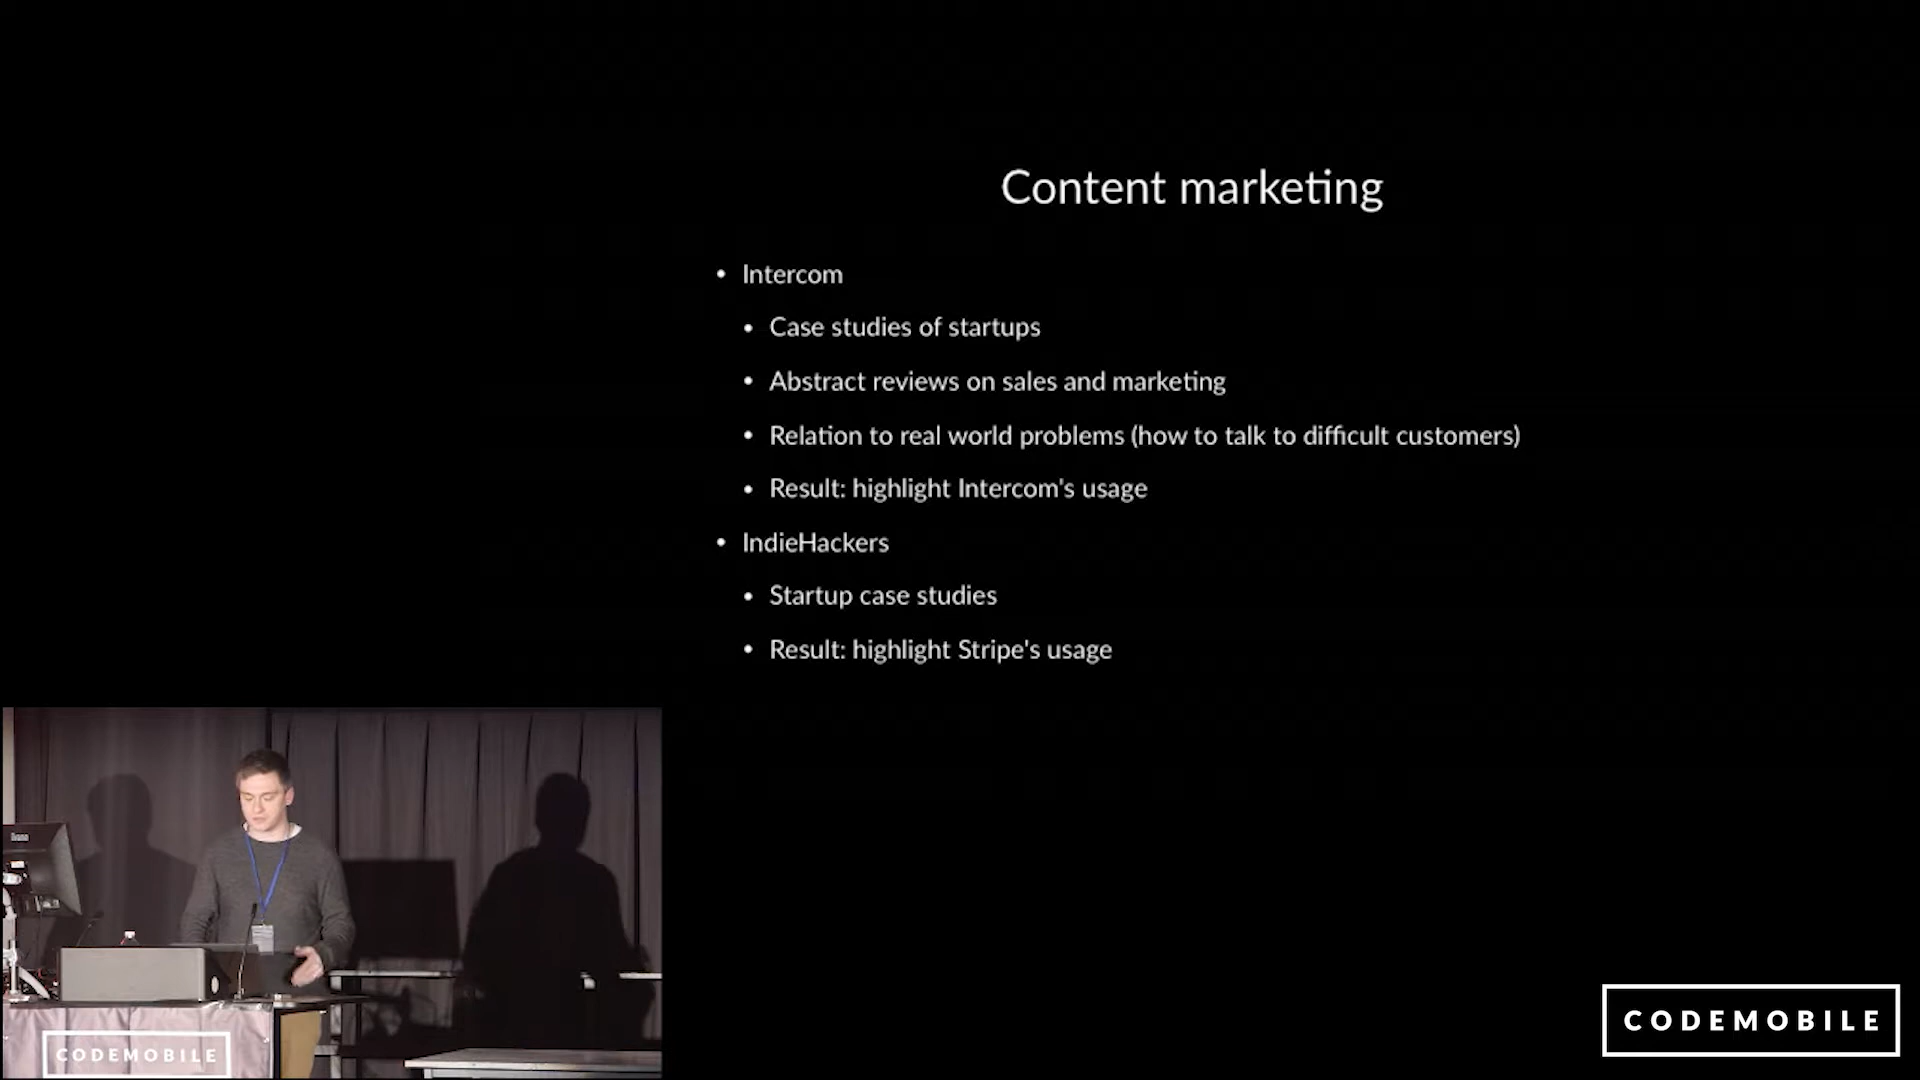 Content marketing
• Intercom
• Case studies of startups
• Abstract reviews on sales and marketing
• Relation to real world problems (how to talk to difficult customers)
• Result: highlight Intercom's usage
• IndieHackers
• Startup case studies
• Result: highlight Stripe's usage
CODEMOBILE
CODEMOBILE